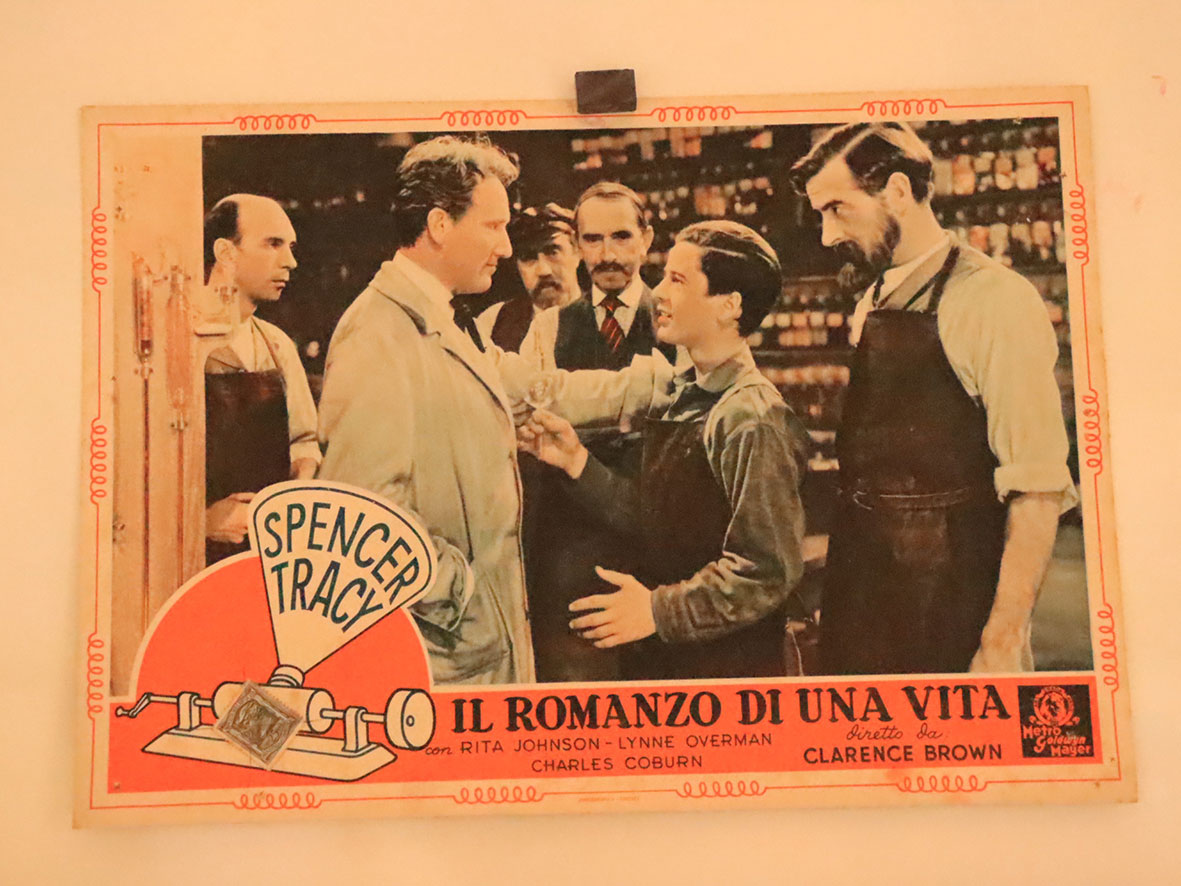 SPENCER
TRACY
IL ROMANZO DI UNA VITA
con RITA JOHNSON - LYNNE OVERMAN
CHARLES COBURN
diretto da:
CLARENCE BROWN
Metro
Goldwyn
Mayer